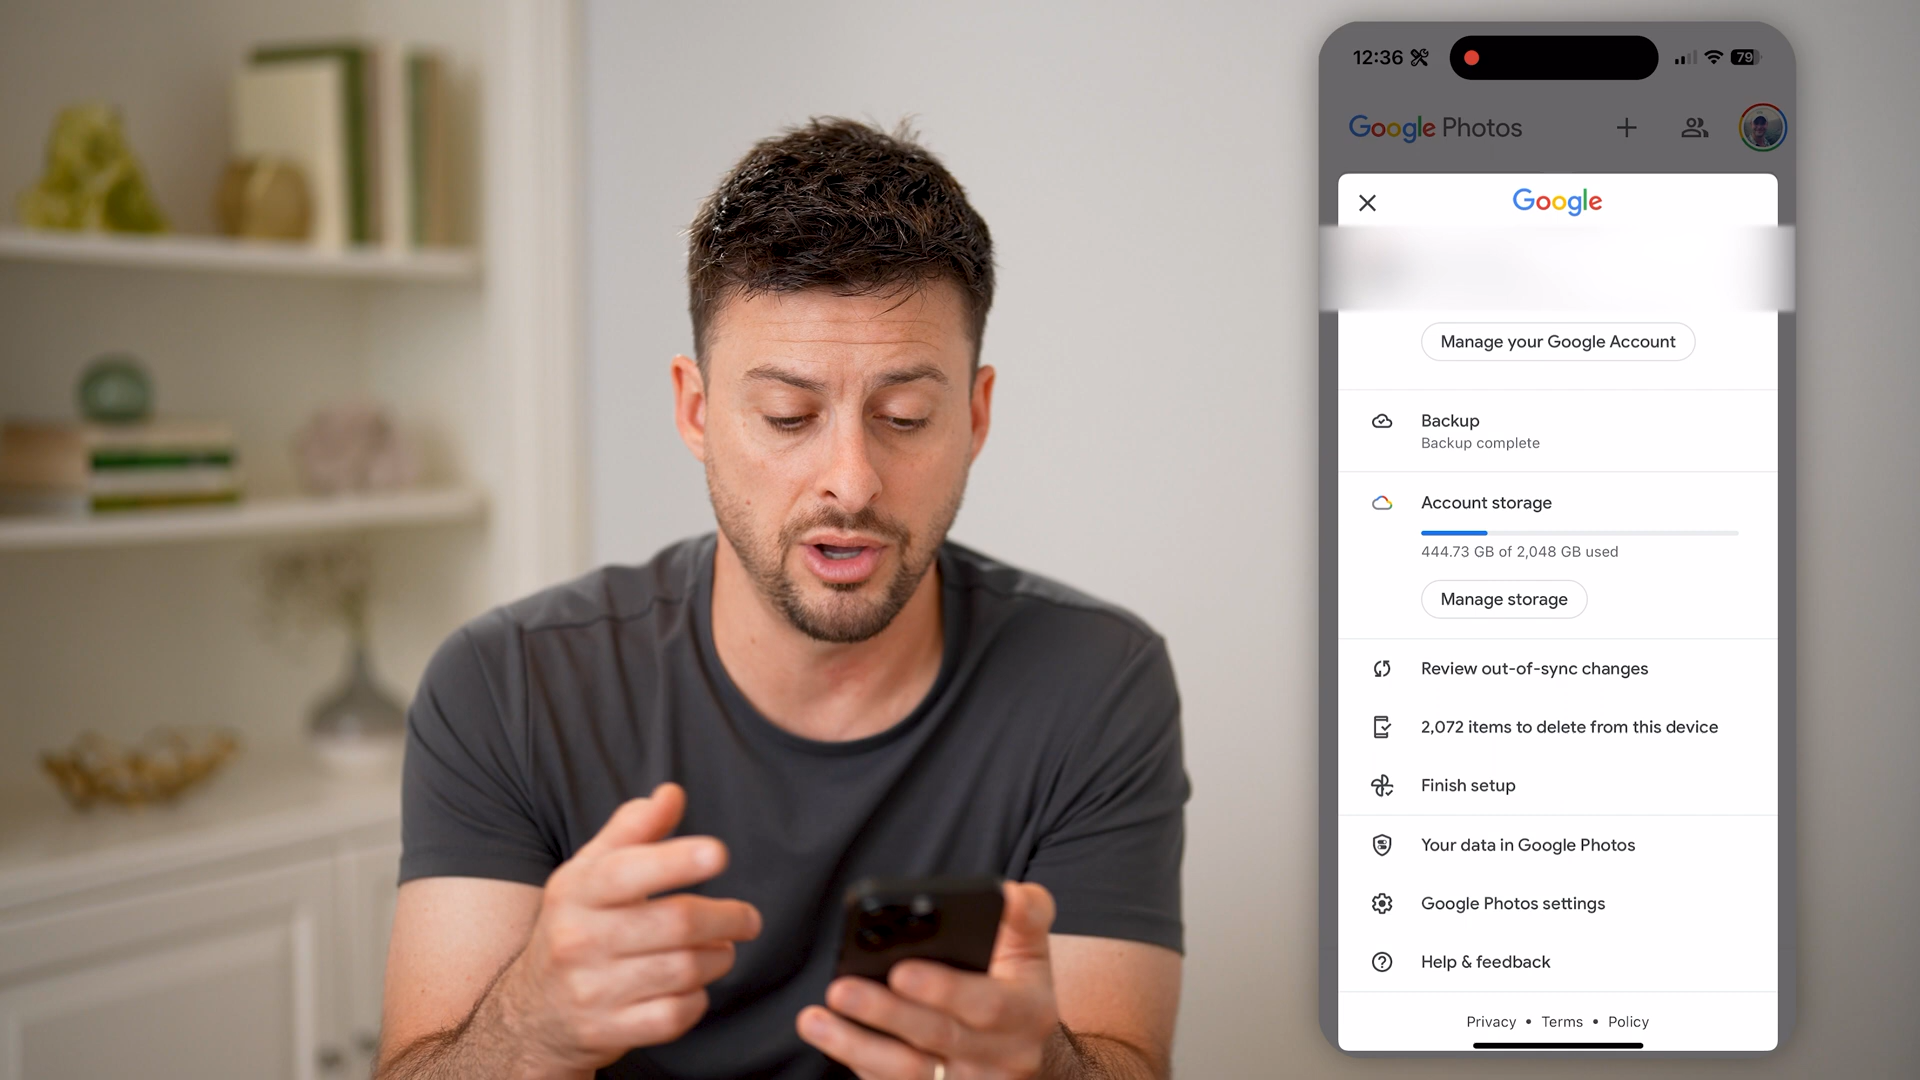 12:36
79
Google Photos
Google
Manage your Google Account
Backup
Backup complete
Account storage
444.73 GB of 2,048 GB used
Manage storage
Review out-of-sync changes
2,072 items to delete from this device
Finish setup
Your data in Google Photos
Google Photos settings
Help & feedback
Privacy • Terms • Policy